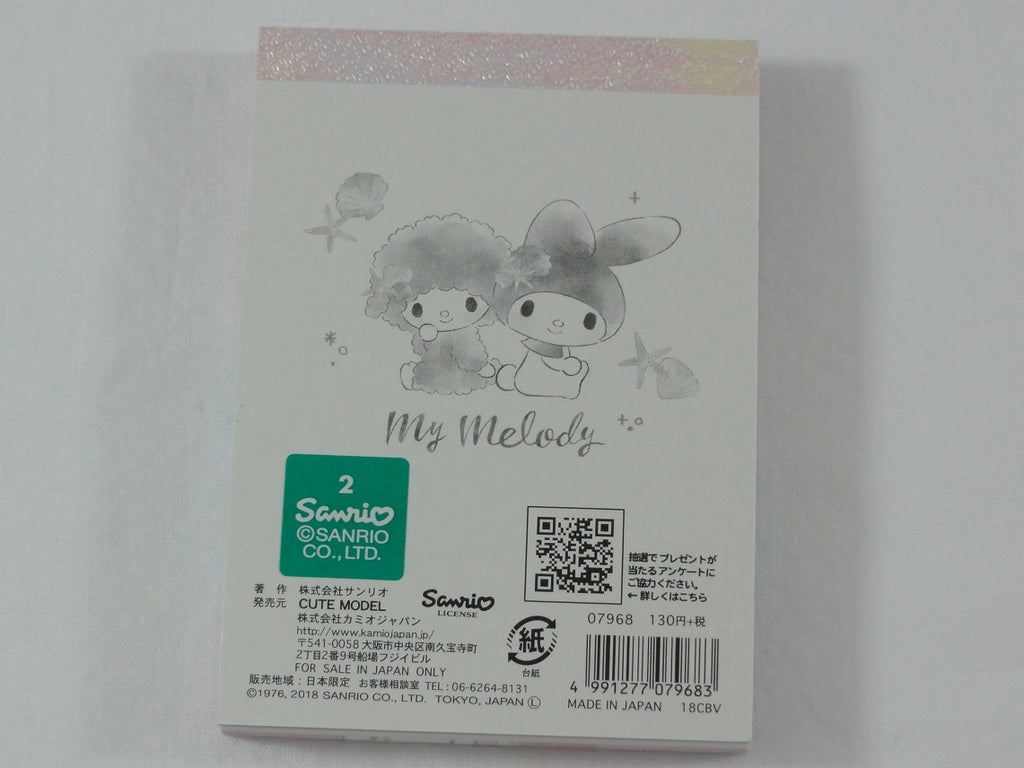 My Melody
2
Sanrio
©SANRIO
CO., LTD.
抽選でプレゼントが
当たるアンケートに
ご協力ください。
←詳しくはこちら
著 作 株式会社サンリオ
発売元 CUTE MODEL
株式会社カミオジャパン
http://www.kamiojapan.jp/
〒541-0058 大阪市中央区南久宝寺町
2丁目2番9号船場フジイビル
FOR SALE IN JAPAN ONLY
販売地域：日本限定 お客様相談室 TEL：06-6264-8131
©1976, 2018 SANRIO CO., LTD. TOKYO, JAPAN Ⓛ
Sanrio
LICENSE
紙
台紙
07968 130円+税
4 991277 079683
MADE IN JAPAN 18CBV